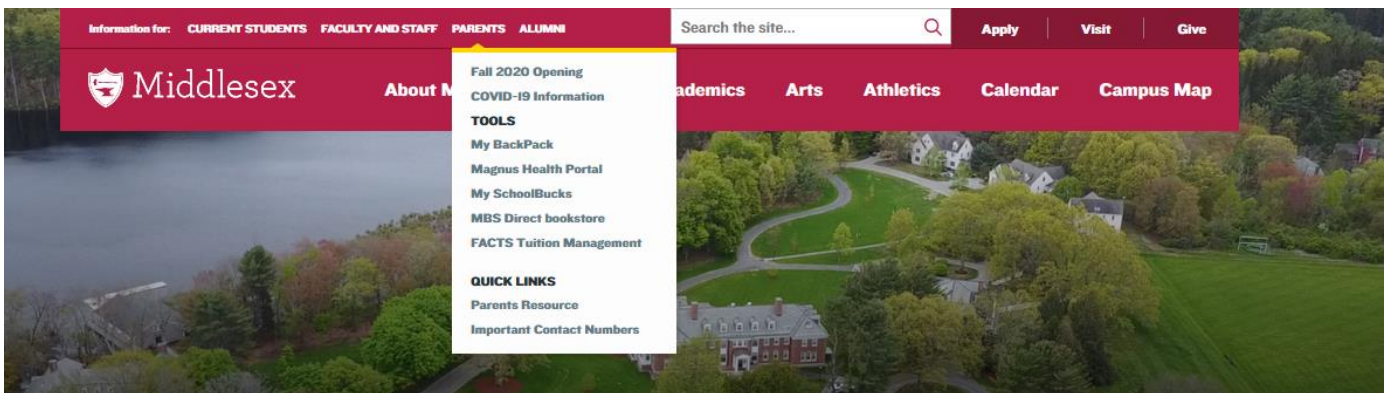 Information for: CURRENT STUDENTS FACULTY AND STAFF PARENTS ALUMNI Search the site... Apply Visit Give
Middlesex About M ademics Arts Athletics Calendar Campus Map
Fall 2020 Opening
COVID-19 Information
TOOLS
My BackPack
Magnus Health Portal
My SchoolBucks
MBS Direct bookstore
FACTS Tuition Management
QUICK LINKS
Parents Resource
Important Contact Numbers